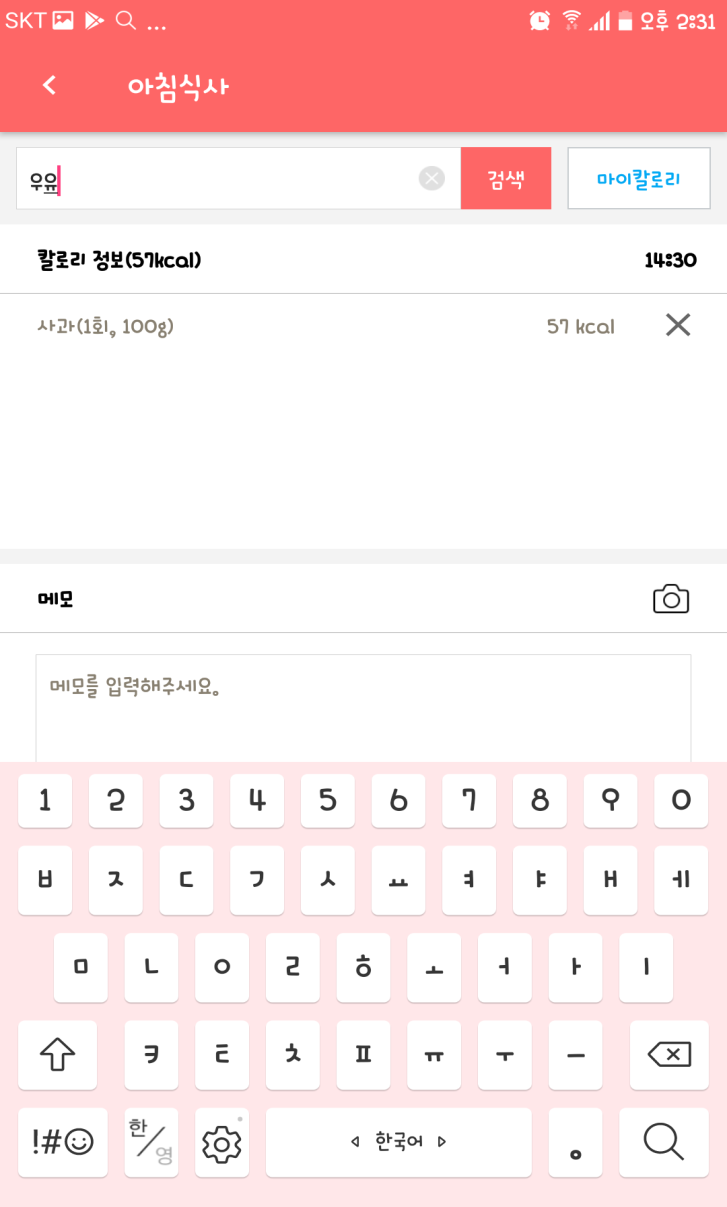 SKT ... 오후 2:31
아침식사
우유 검색 마이칼로리
칼로리 정보(57kcal) 14:30
사과(1회, 100g) 57 kcal
메모
메모를 입력해주세요.
1 2 3 4 5 6 7 8 9 0
ㅂ ㅈ ㄷ ㄱ ㅅ ㅛ ㅕ ㅑ ㅐ ㅔ
ㅁ ㄴ ㅇ ㄹ ㅎ ㅗ ㅓ ㅏ ㅣ
ㅋ ㅌ ㅊ ㅍ ㅠ ㅜ ㅡ
!#☺ 한/영 한국어 .